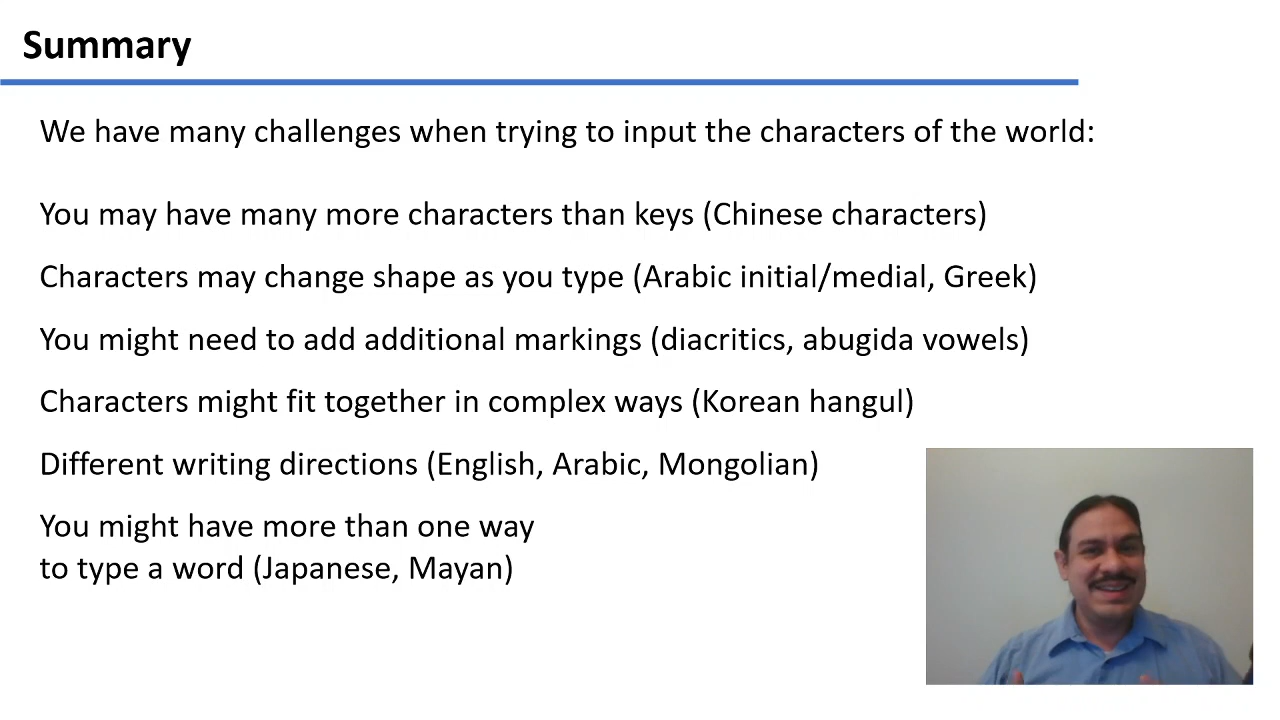 Summary
We have many challenges when trying to input the characters of the world:
You may have many more characters than keys (Chinese characters)
Characters may change shape as you type (Arabic initial/medial, Greek)
You might need to add additional markings (diacritics, abugida vowels)
Characters might fit together in complex ways (Korean hangul)
Different writing directions (English, Arabic, Mongolian)
You might have more than one way
to type a word (Japanese, Mayan)